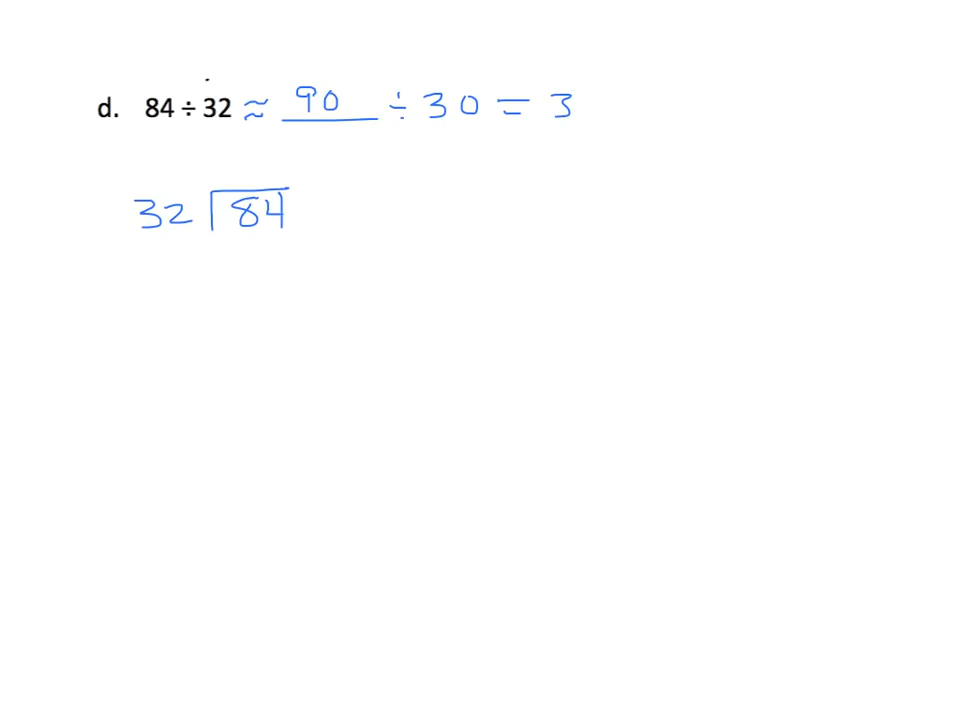 d. 84 ÷ 32 ≈ 90 ÷ 30 = 3
32 84